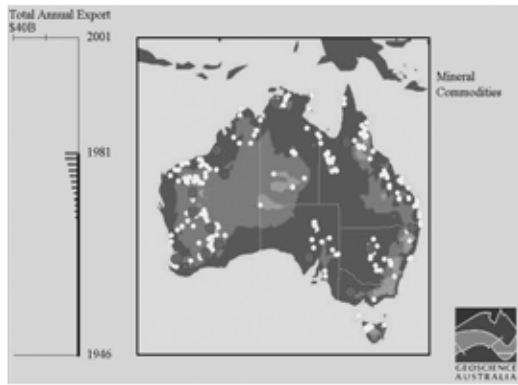 Total Annual Export
$40B
2001
Mineral
Commodities
1981
1946
GEOSCIENCE
AUSTRALIA